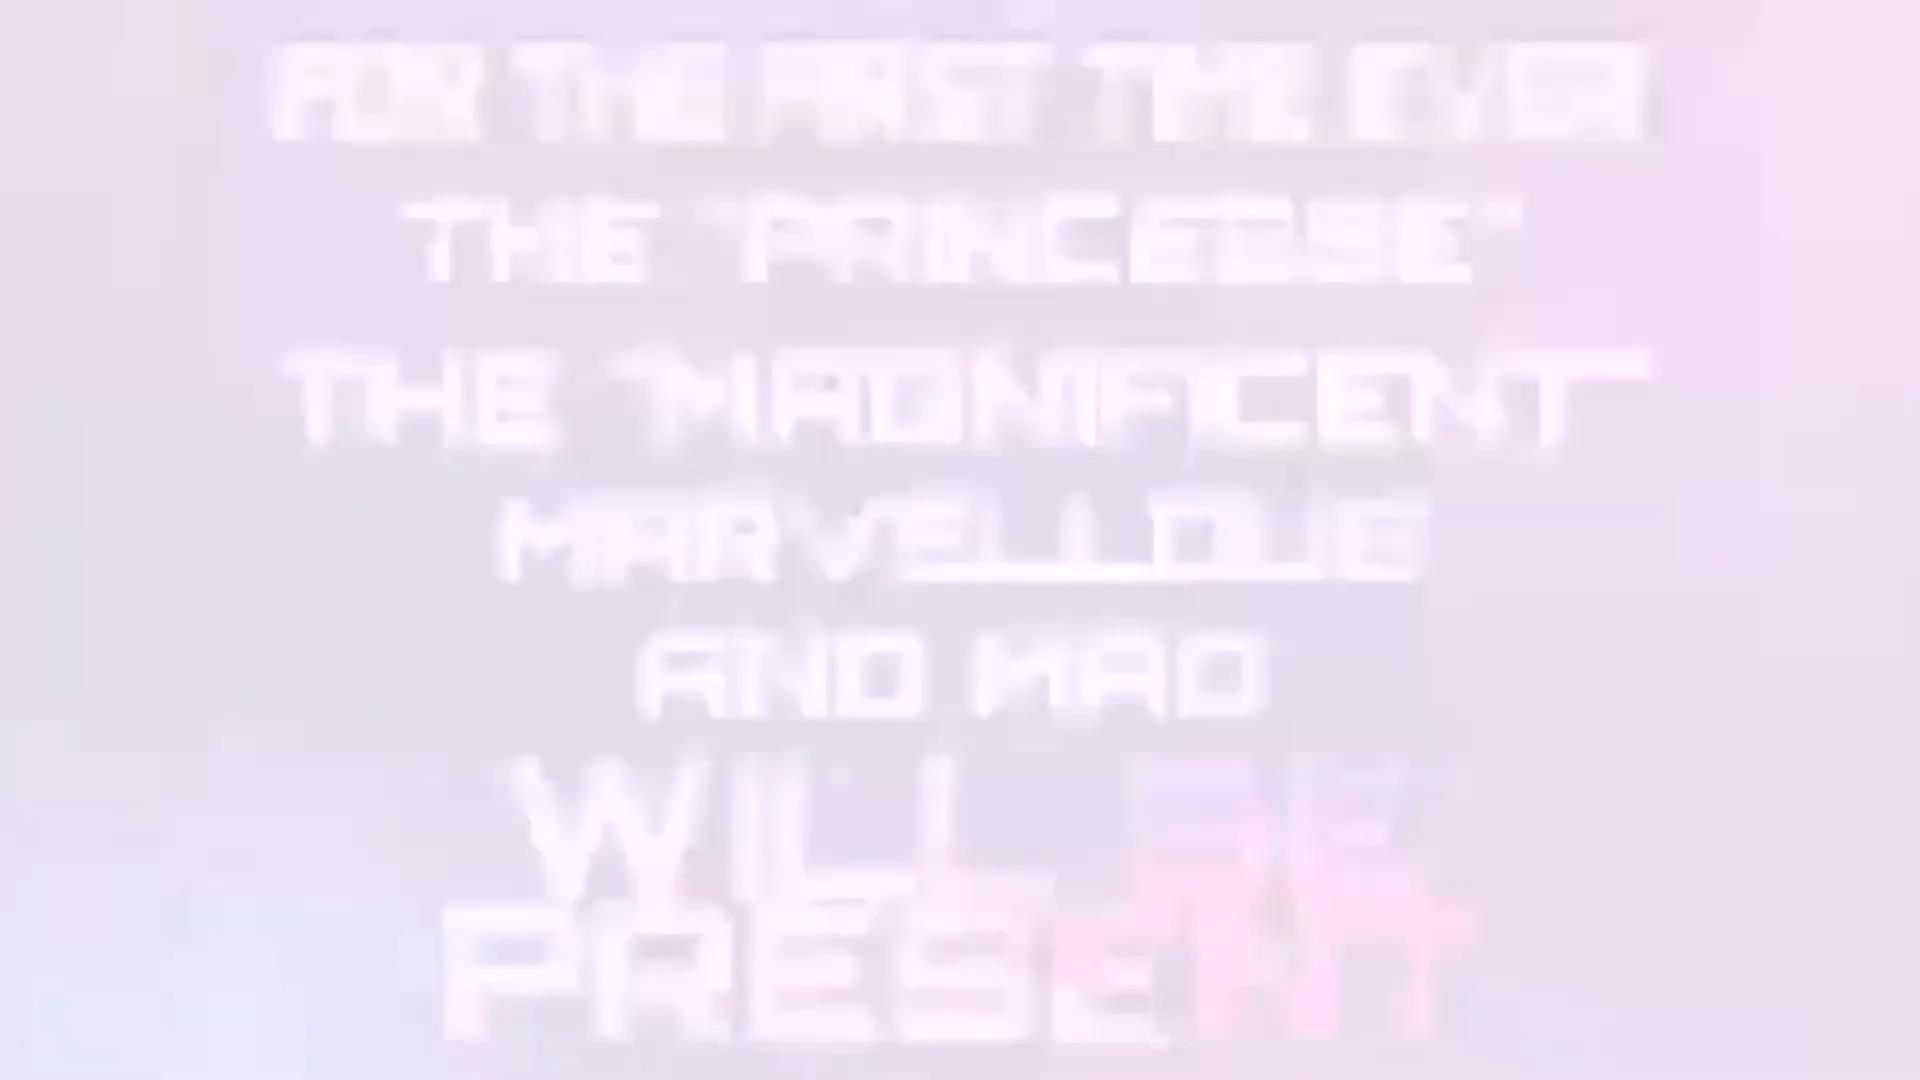 FOR THE FIRST TIME EVER
THE "PRINCESSE"
THE "MAGNIFICENT
MARVELLOUS
AND MAD
WILL BE
PRESENT